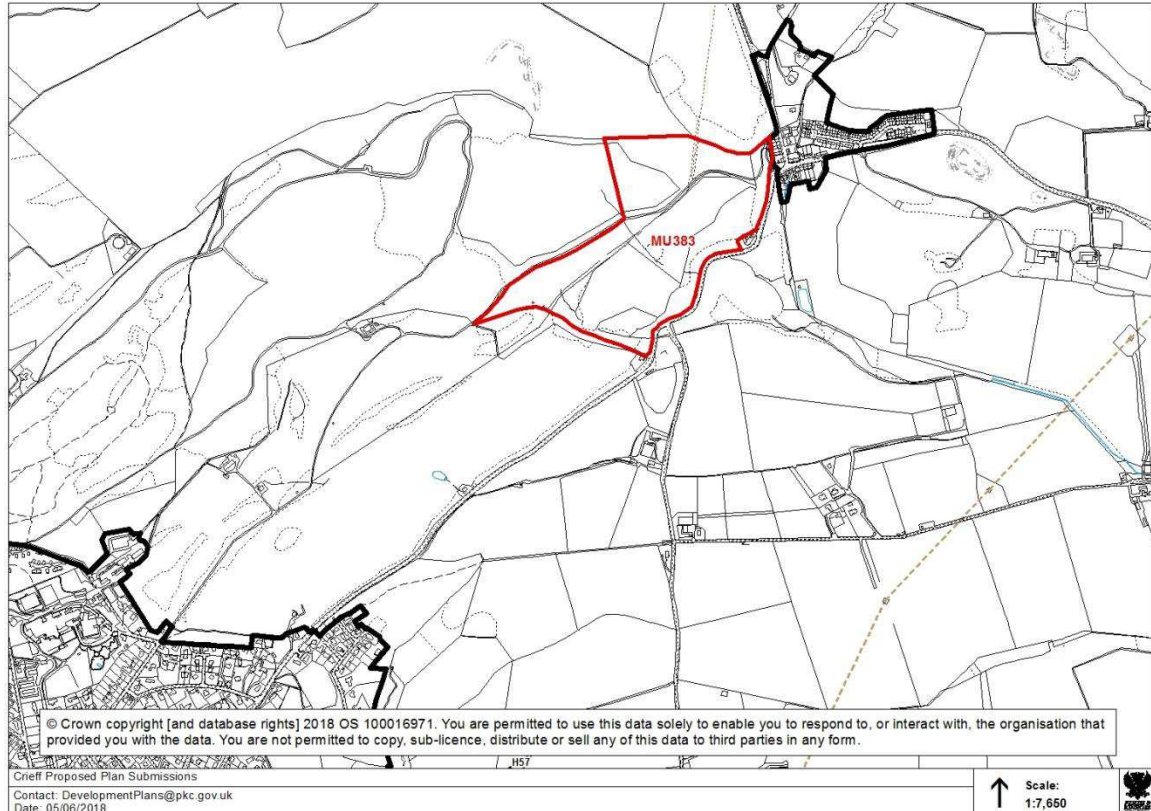 MU383
© Crown copyright [and database rights] 2018 OS 100016971. You are permitted to use this data solely to enable you to respond to, or interact with, the organisation that
provided you with the data. You are not permitted to copy, sub-licence, distribute or sell any of this data to third parties in any form.
H57
Crieff Proposed Plan Submissions
Contact: DevelopmentPlans@pkc.gov.uk
Date: 05/06/2018
Scale:
1:7,650